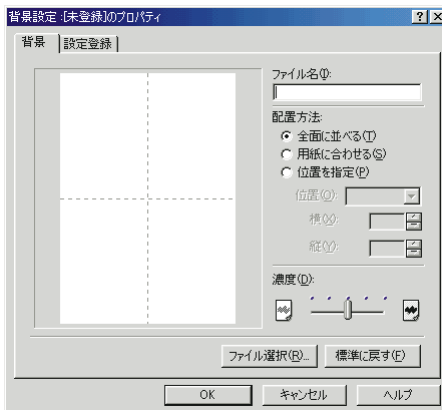 背景設定 :[未登録]のプロパティ
背景
設定登録
ファイル名(I):
配置方法:
全面に並べる(T)
用紙に合わせる(S)
位置を指定(P)
位置(O):
横(X):
縦(Y):
濃度(D):
ファイル選択(R)...
標準に戻す(F)
OK
キャンセル
ヘルプ